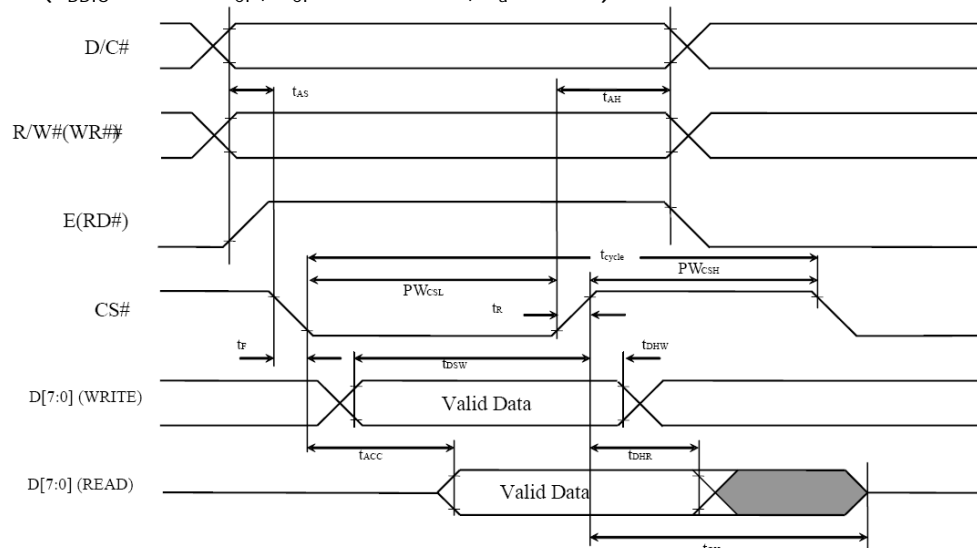 D/C#
tAS
tAH
R/W#(WR#)
E(RD#)
tcycle
PWCSL
PWCSH
CS#
tR
tF
tDSW
tDHW
D[7:0] (WRITE)
Valid Data
tACC
tDHR
D[7:0] (READ)
Valid Data